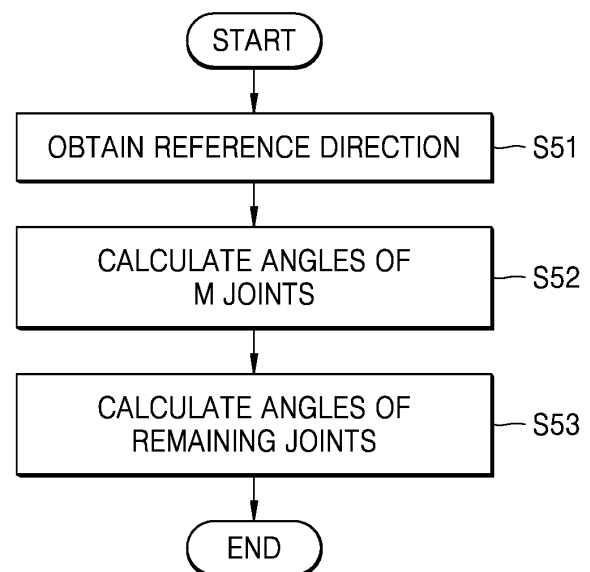 START
OBTAIN REFERENCE DIRECTION
S51
CALCULATE ANGLES OF
M JOINTS
S52
CALCULATE ANGLES OF
REMAINING JOINTS
S53
END